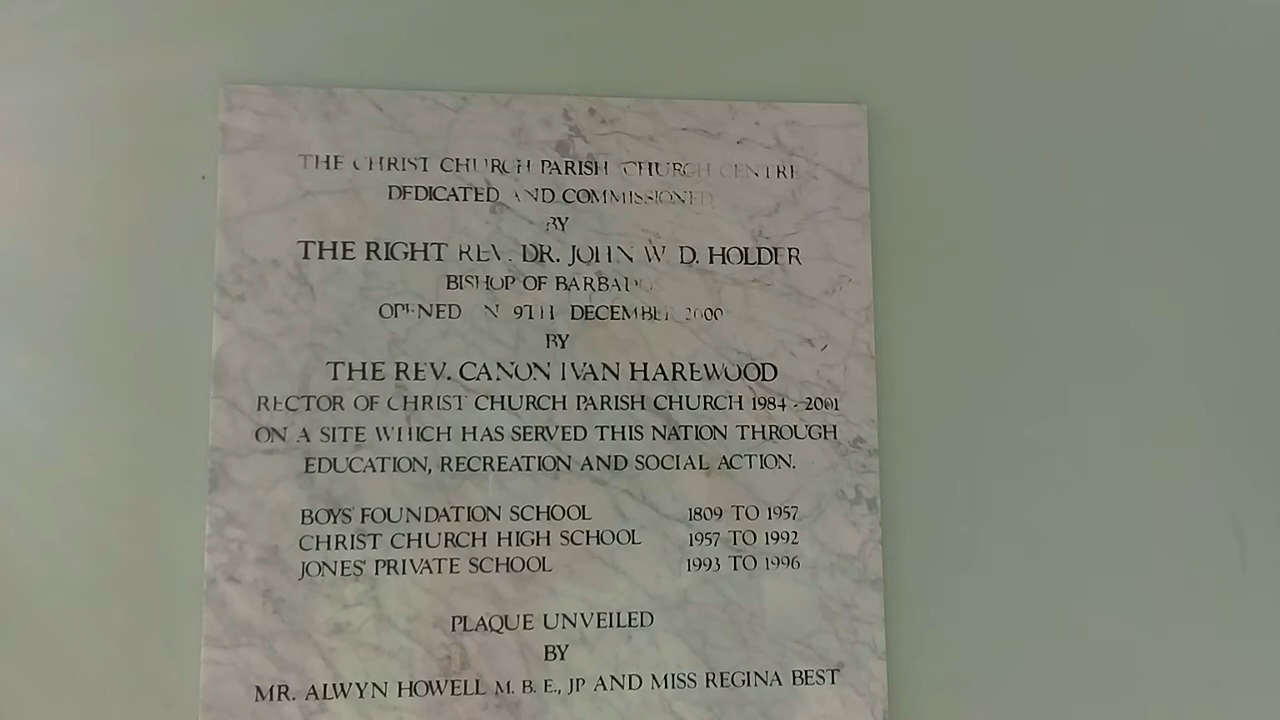 THE CHRIST CHURCH PARISH CHURCH CENTRE
DEDICATED AND COMMISSIONED
BY
THE RIGHT REV. DR. JOHN W. D. HOLDER
BISHOP OF BARBADOS
OPENED ON 9TH DECEMBER 2000
BY
THE REV. CANON IVAN HAREWOOD
RECTOR OF CHRIST CHURCH PARISH CHURCH 1984 - 2001
ON A SITE WHICH HAS SERVED THIS NATION THROUGH
EDUCATION, RECREATION AND SOCIAL ACTION.
BOYS' FOUNDATION SCHOOL 1809 TO 1957
CHRIST CHURCH HIGH SCHOOL 1957 TO 1992
JONES' PRIVATE SCHOOL 1993 TO 1996
PLAQUE UNVEILED
BY
MR. ALWYN HOWELL M. B. E., JP AND MISS REGINA BEST